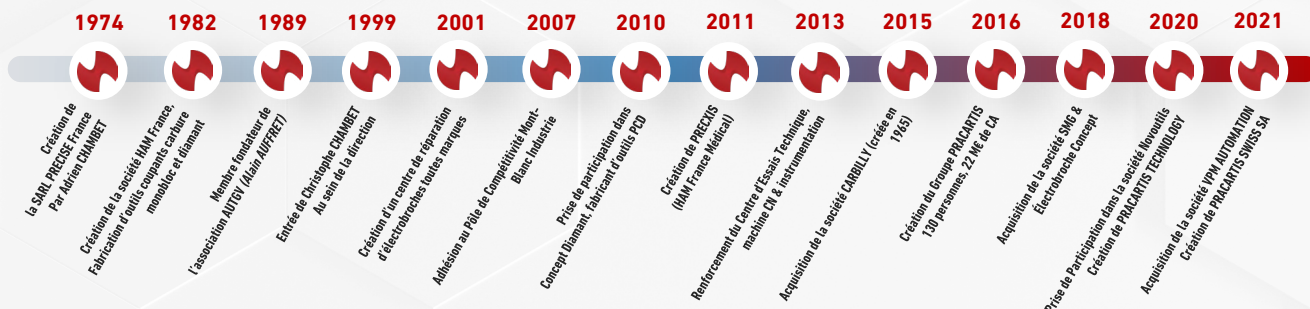 1974
Création de
la SARL PRECISE France
Par Adrien CHAMBET
1982
Création de la société HAM France,
Fabrication d'outils coupants carbure
monobloc et diamant
1989
Membre fondateur de
l'association AUTGV (Alain AUFFRET)
1999
Entrée de Christophe CHAMBET
Au sein de la direction
2001
Création d'un centre de réparation
d'électrobroches toutes marques
2007
Adhésion au Pôle de Compétitivité Mont-
Blanc Industrie
2010
Prise de participation dans
Concept Diamant, fabricant d'outils PCD
2011
Création de PRECXIS
(HAM France Médical)
2013
Renforcement du Centre d'Essais Technique,
machine CN & instrumentation
2015
Acquisition de la société CARBILLY (créée en
1965)
2016
Création du Groupe PRACARTIS
130 personnes, 22 M€ de CA
2018
Acquisition de la société SMG &
Électrobroche Concept
2020
Prise de Participation dans la société Novoutils
Création de PRACARTIS TECHNOLOGY
2021
Acquisition de la société VPM AUTOMATION
Création de PRACARTIS SWISS SA